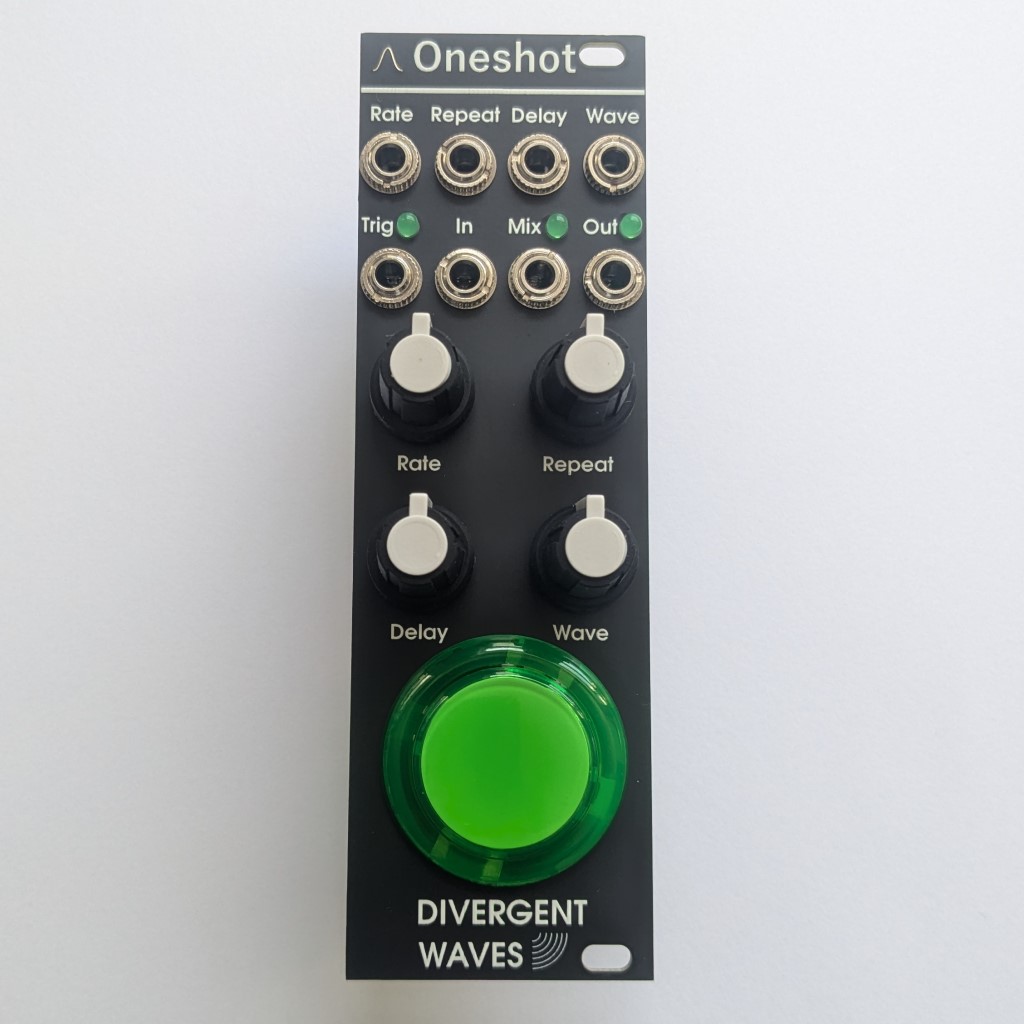 Oneshot
Rate Repeat Delay Wave
Trig In Mix Out
Rate Repeat
Delay Wave
DIVERGENT
WAVES